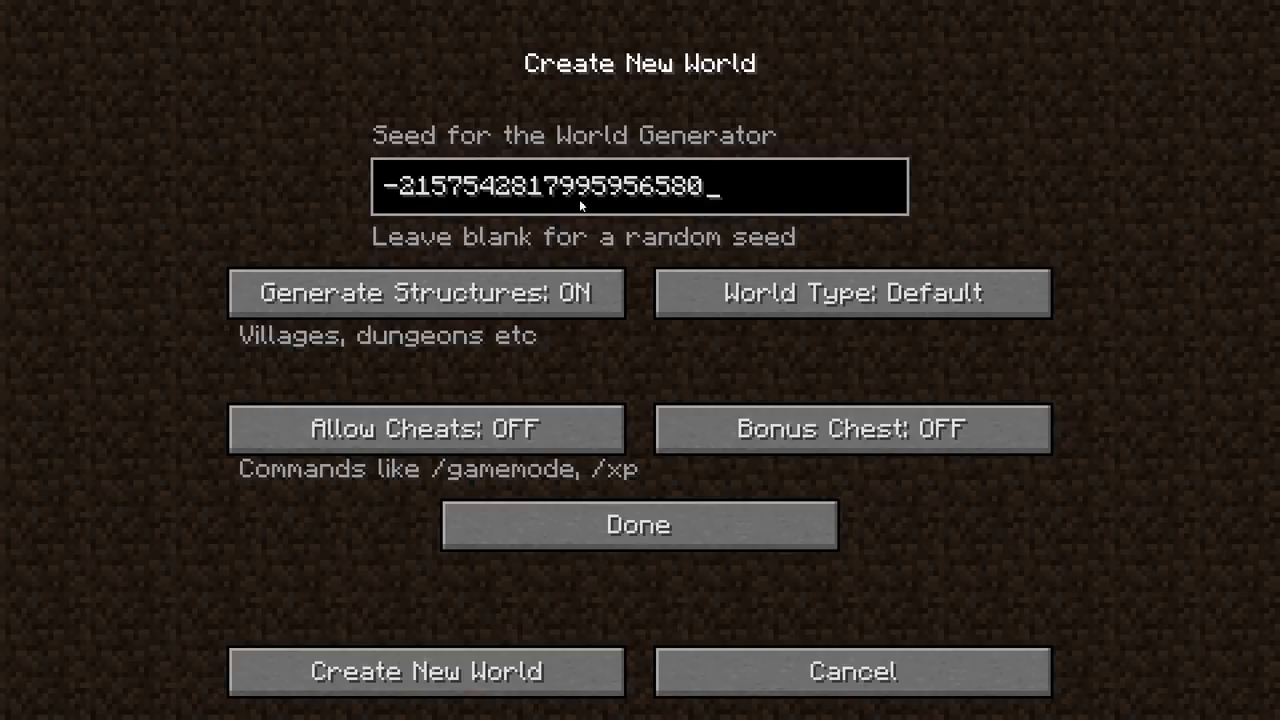 Create New World
Seed for the World Generator
-2157542817995956580_
Leave blank for a random seed
Generate Structures: ON
World Type: Default
Villages, dungeons etc
Allow Cheats: OFF
Bonus Chest: OFF
Commands like /gamemode, /xp
Done
Create New World
Cancel